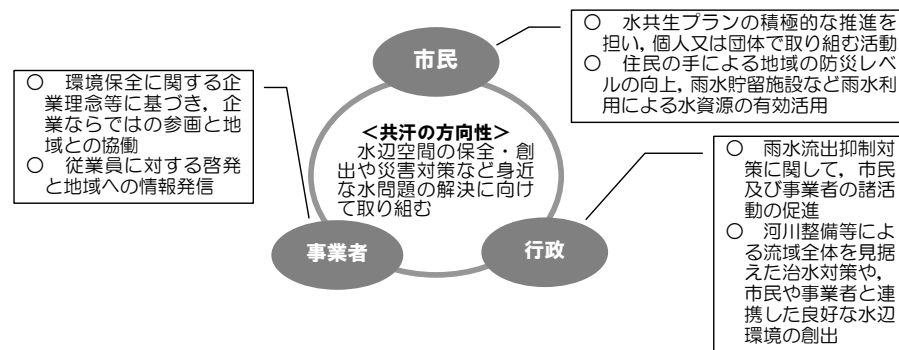 市民
○　水共生プランの積極的な推進を
担い，個人又は団体で取り組む活動
○　住民の手による地域の防災レベ
ルの向上，雨水貯留施設など雨水利
用による水資源の有効活用
○　環境保全に関する企
業理念等に基づき，企
業ならではの参画と地
域との協働
○　従業員に対する啓発
と地域への情報発信
＜共汗の方向性＞
水辺空間の保全・創
出や災害対策など身近
な水問題の解決に向け
て取り組む
事業者
行政
○　雨水流出抑制対
策に関して，市民
及び事業者の諸活
動の促進
○　河川整備等によ
る流域全体を見据
えた治水対策や，
市民や事業者と連
携した良好な水辺
環境の創出